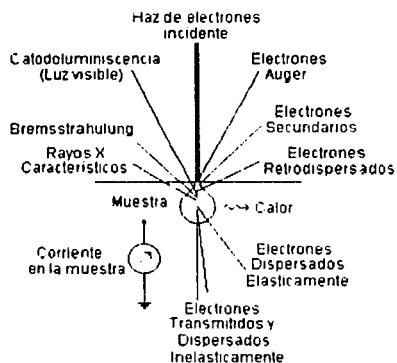 Haz de electrones
incidente
Catodoluminiscencia
(Luz visible)
Electrones
Auger
Bremsstrahulung
Electrones
Secundarios
Rayos X
Característicos
Electrones
Retrodispersados
Muestra
Calor
Corriente
en la muestra
Electrones
Dispersados
Elasticamente
Electrones
Transmitidos y
Dispersados
Inelásticamente